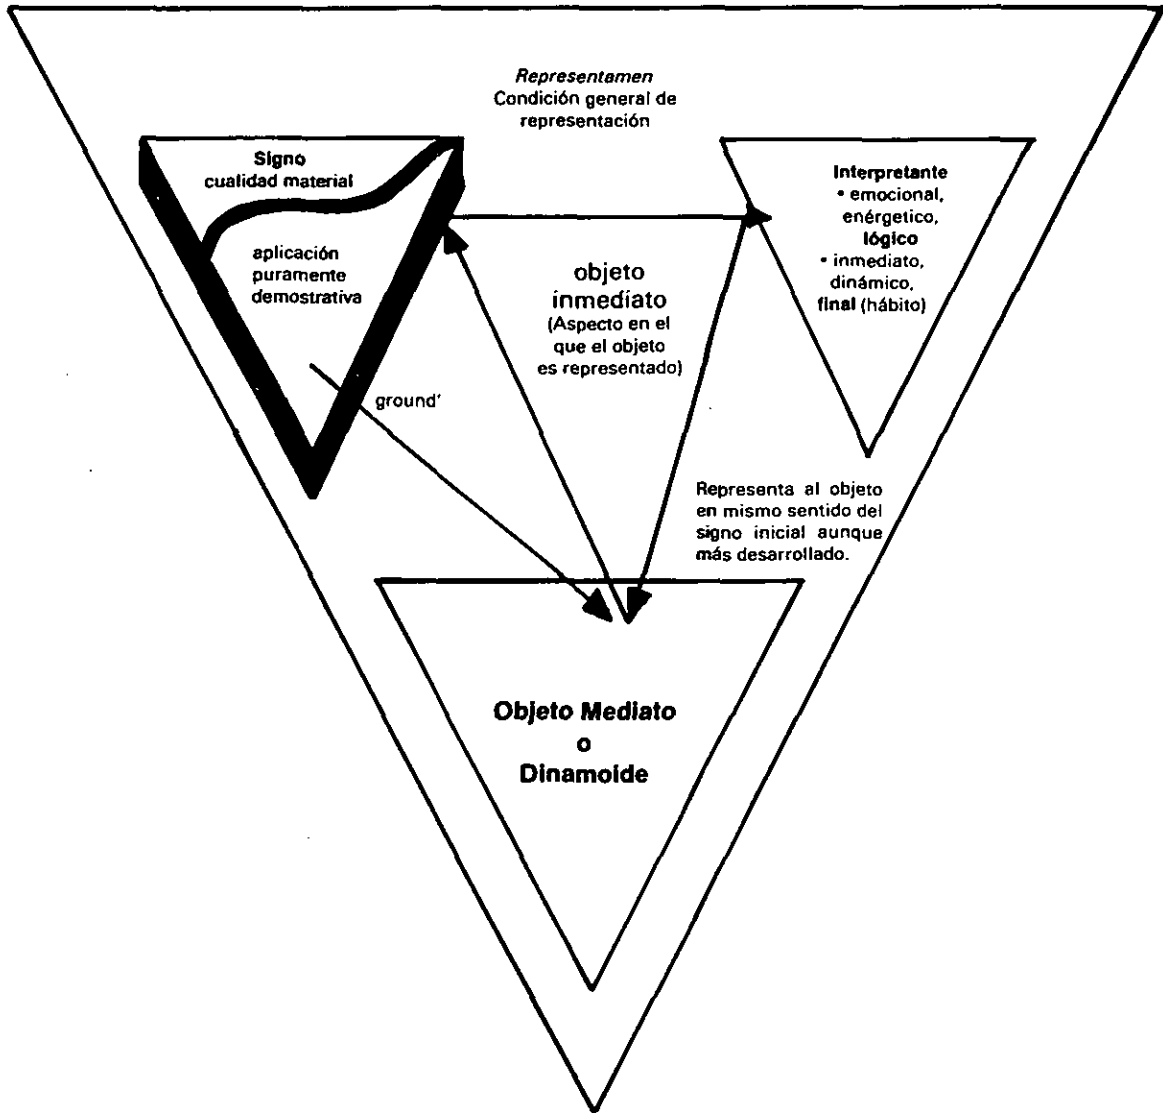 Representamen
Condición general de
representación
Signo
cualidad material
aplicación
puramente
demostrativa
Interpretante
• emocional,
enérgetico,
lógico
• inmediato,
dinámico,
final (hábito)
objeto
inmediato
(Aspecto en el
que el objeto
es representado)
ground'
Representa al objeto
en mismo sentido del
signo inicial aunque
más desarrollado.
Objeto Mediato
o
Dinamoide